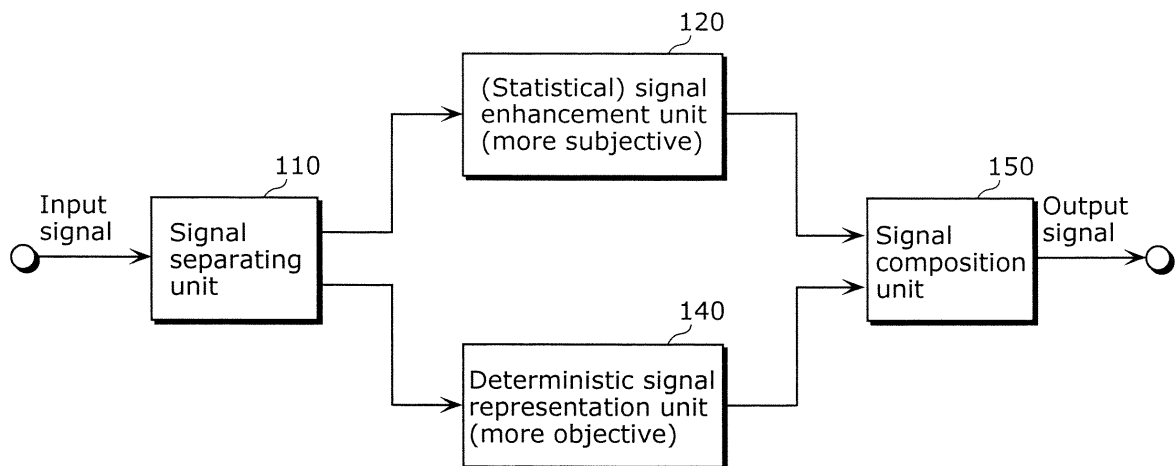 120
(Statistical) signal
enhancement unit
(more subjective)
110
Input
signal
Signal
separating
unit
150
Output
signal
Signal
composition
unit
140
Deterministic signal
representation unit
(more objective)